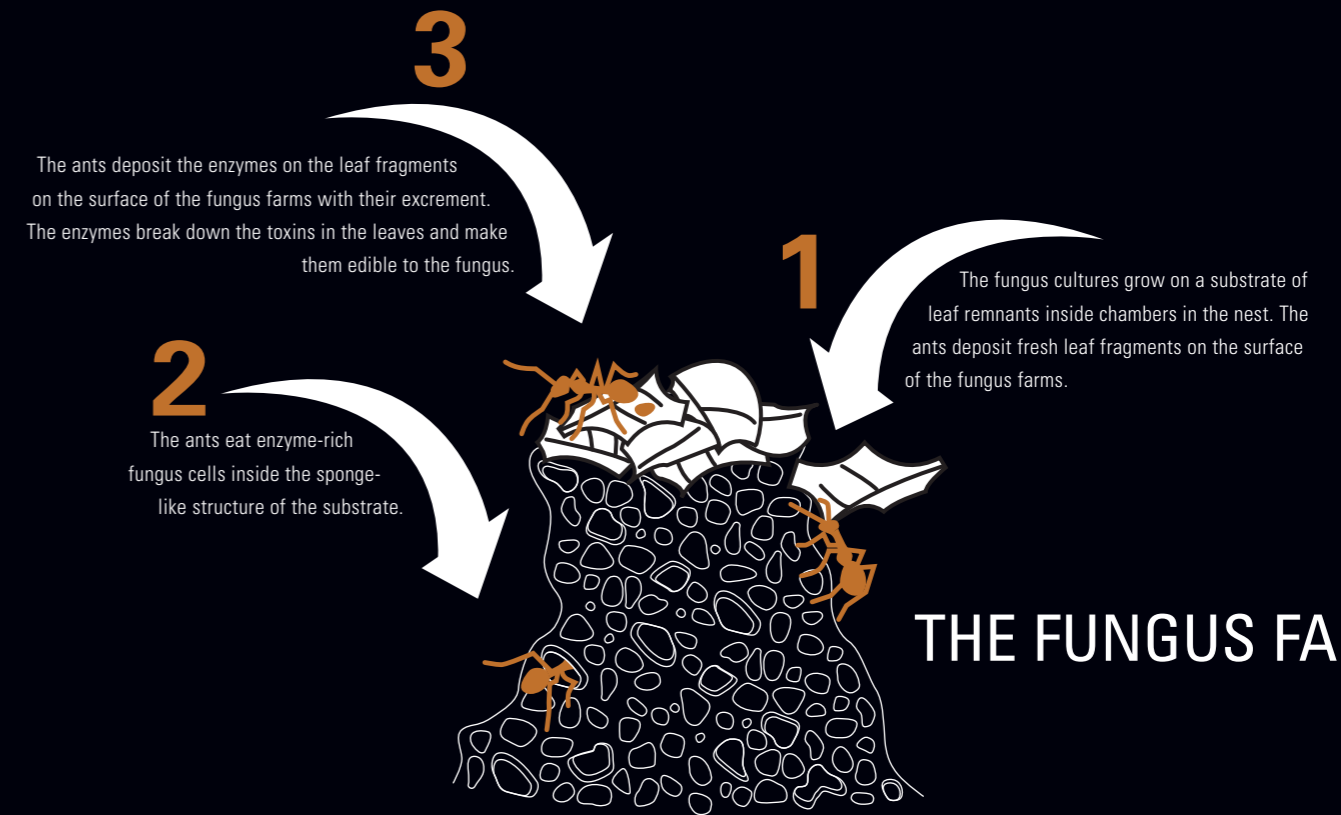 3
The ants deposit the enzymes on the leaf fragments
on the surface of the fungus farms with their excrement.
The enzymes break down the toxins in the leaves and make
them edible to the fungus.
1
The fungus cultures grow on a substrate of
leaf remnants inside chambers in the nest. The
ants deposit fresh leaf fragments on the surface
of the fungus farms.
2
The ants eat enzyme-rich
fungus cells inside the sponge-
like structure of the substrate.
THE FUNGUS FA